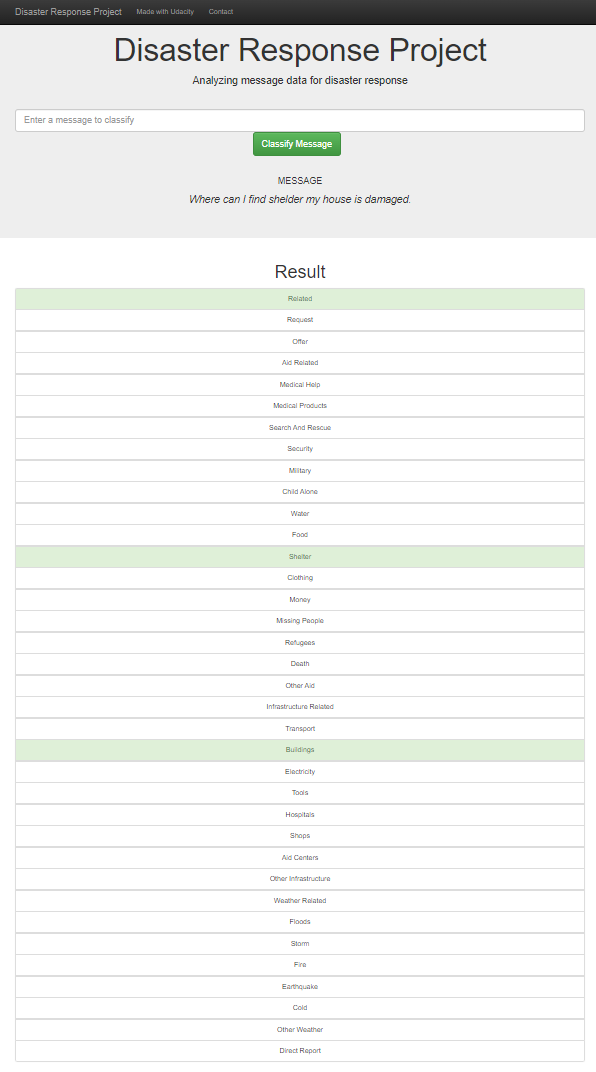 Disaster Response Project Made with Udacity Contact
Disaster Response Project
Analyzing message data for disaster response
Enter a message to classify
Classify Message
MESSAGE
Where can I find shelder my house is damaged.
Result
Related
Request
Offer
Aid Related
Medical Help
Medical Products
Search And Rescue
Security
Military
Child Alone
Water
Food
Shelter
Clothing
Money
Missing People
Refugees
Death
Other Aid
Infrastructure Related
Transport
Buildings
Electricity
Tools
Hospitals
Shops
Aid Centers
Other Infrastructure
Weather Related
Floods
Storm
Fire
Earthquake
Cold
Other Weather
Direct Report